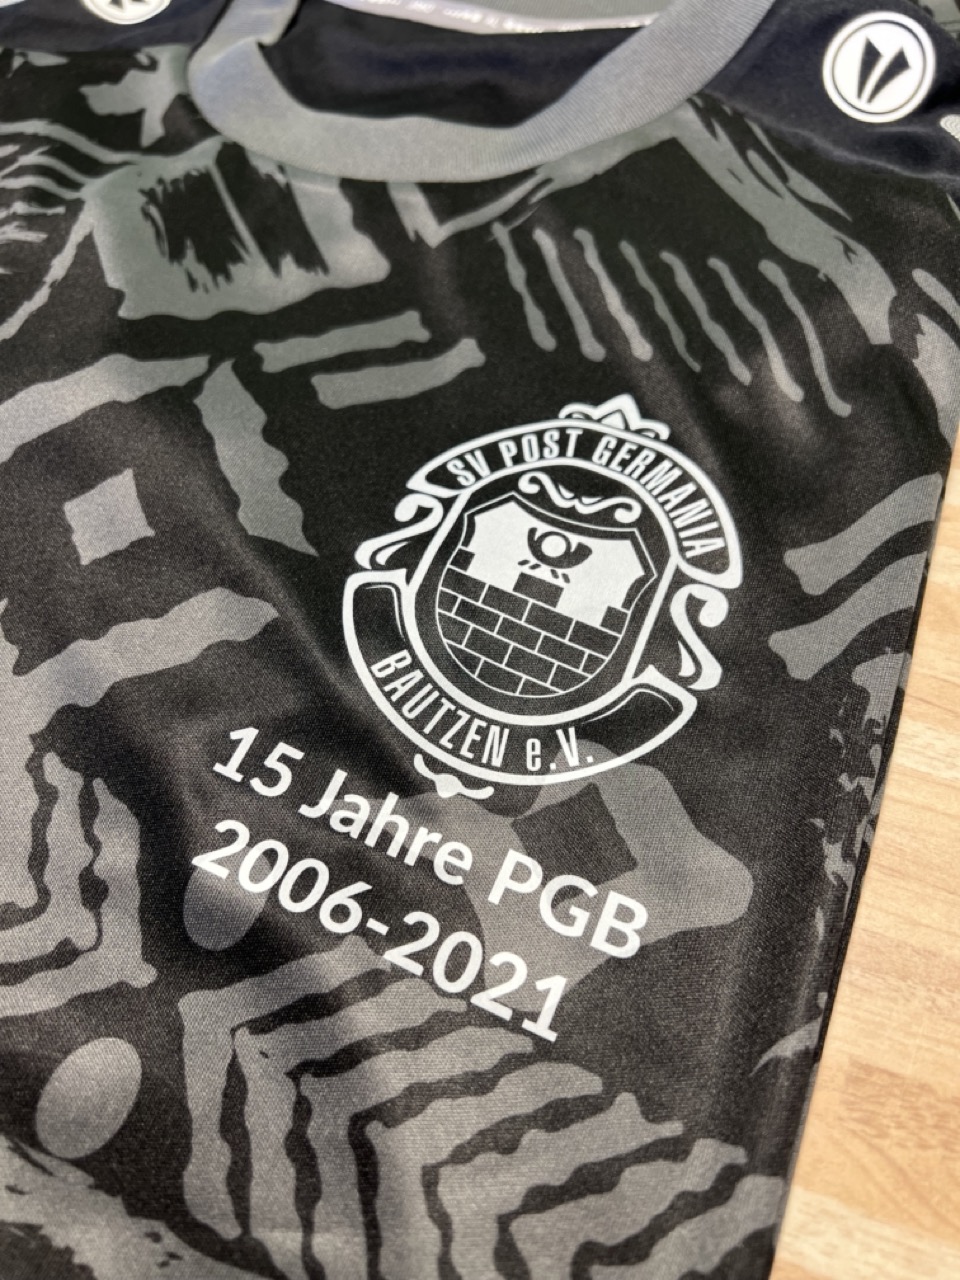 SV POST GERMANIA
BAUTZEN e.V.
15 Jahre PGB
2006-2021